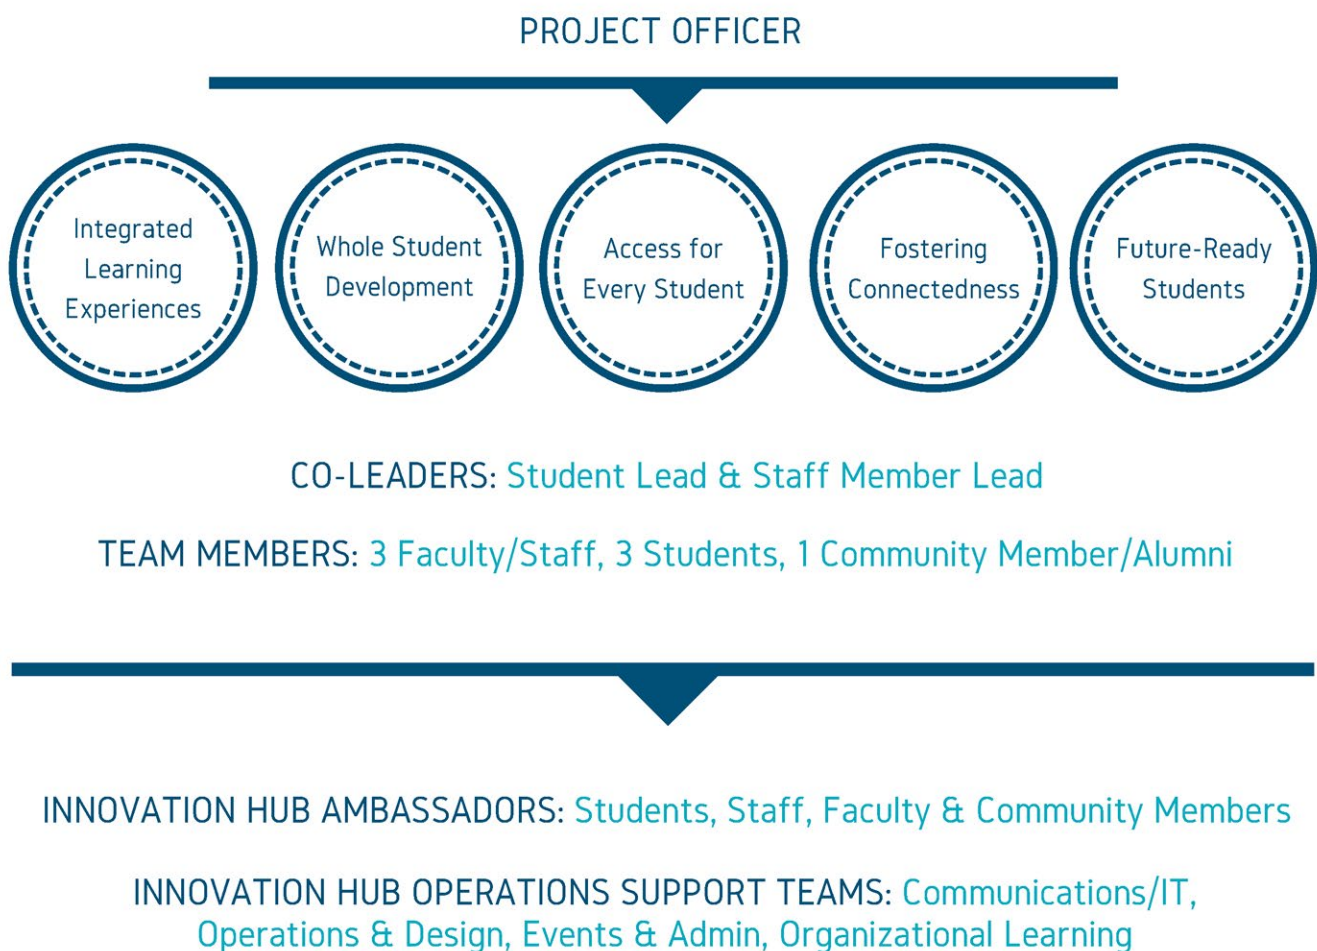 PROJECT OFFICER
Integrated
Learning
Experiences
Whole Student
Development
Access for
Every Student
Fostering
Connectedness
Future-Ready
Students
CO-LEADERS: Student Lead & Staff Member Lead
TEAM MEMBERS: 3 Faculty/Staff, 3 Students, 1 Community Member/Alumni
INNOVATION HUB AMBASSADORS: Students, Staff, Faculty & Community Members
INNOVATION HUB OPERATIONS SUPPORT TEAMS: Communications/IT,
Operations & Design, Events & Admin, Organizational Learning